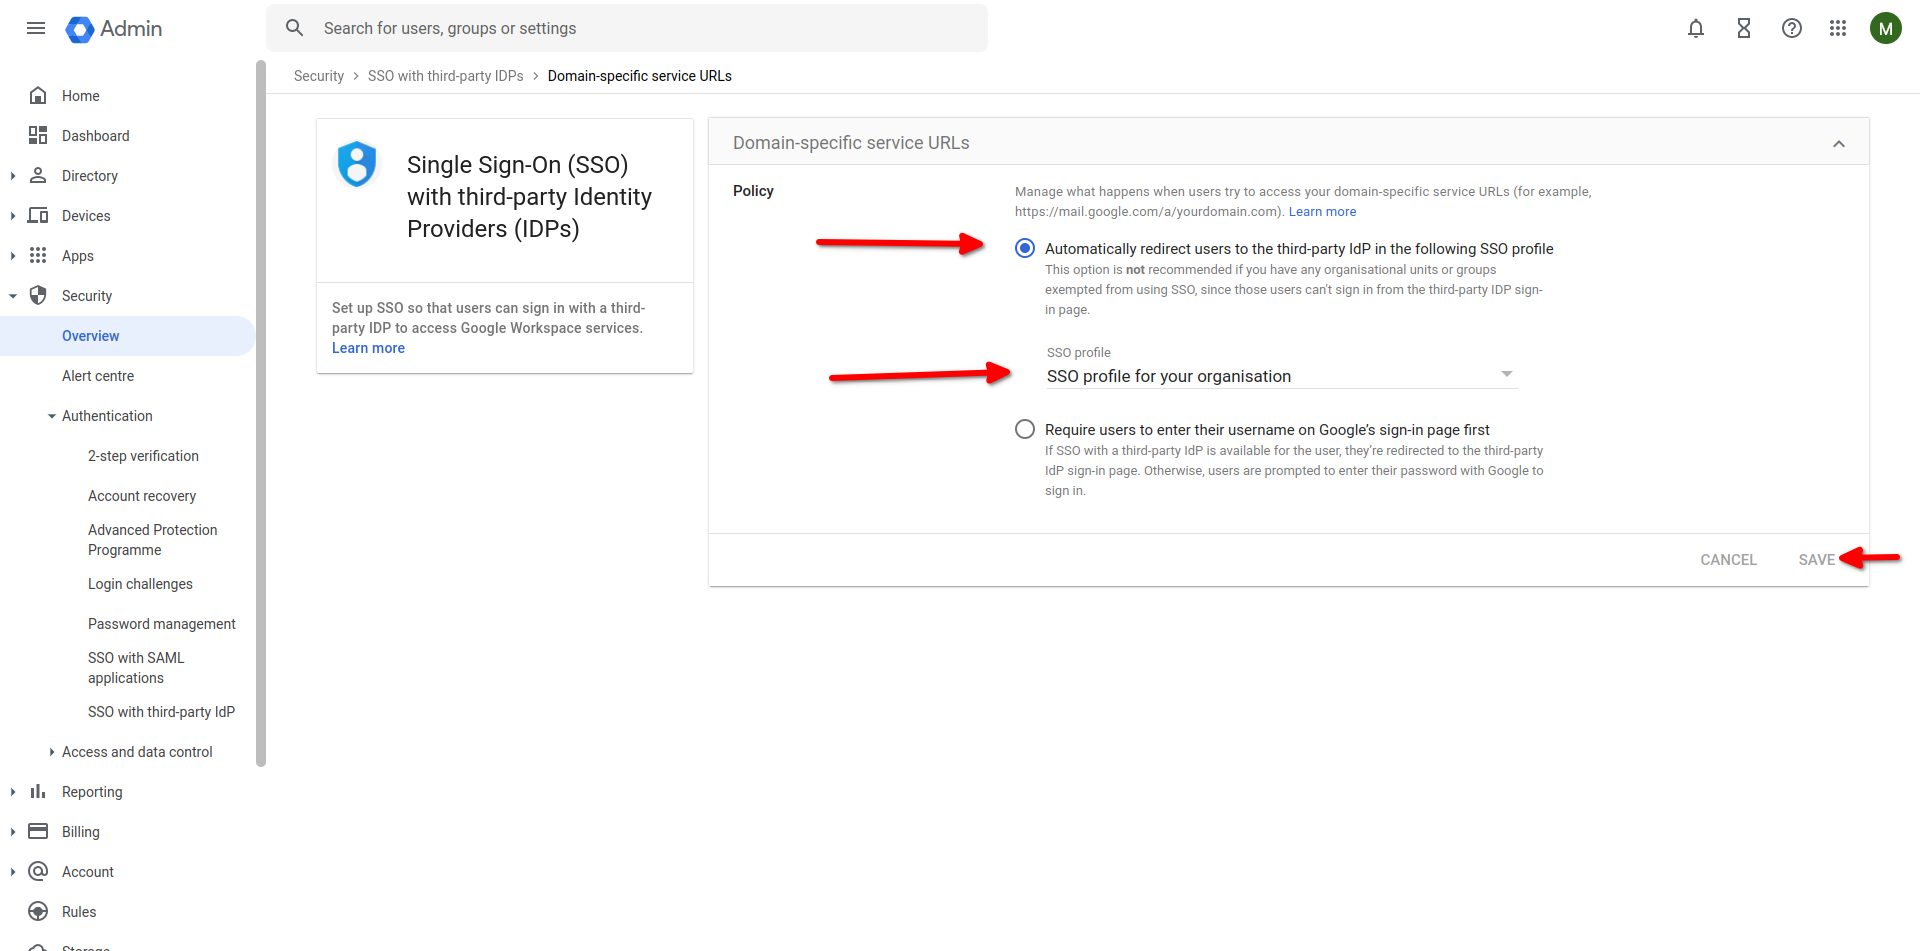 Admin
Search for users, groups or settings
M
Security > SSO with third-party IDPs > Domain-specific service URLs
Home
Dashboard
Directory
Devices
Apps
Security
Overview
Alert centre
Authentication
2-step verification
Account recovery
Advanced Protection
Programme
Login challenges
Password management
SSO with SAML
applications
SSO with third-party IdP
Access and data control
Reporting
Billing
Account
Rules
Storage
Single Sign-On (SSO)
with third-party Identity
Providers (IDPs)
Set up SSO so that users can sign in with a third-
party IDP to access Google Workspace services.
Learn more
Domain-specific service URLs
Policy
Manage what happens when users try to access your domain-specific service URLs (for example,
https://mail.google.com/a/yourdomain.com). Learn more
Automatically redirect users to the third-party IdP in the following SSO profile
This option is not recommended if you have any organisational units or groups
exempted from using SSO, since those users can't sign in from the third-party IDP sign-
in page.
SSO profile
SSO profile for your organisation
Require users to enter their username on Google’s sign-in page first
If SSO with a third-party IdP is available for the user, they’re redirected to the third-party
IdP sign-in page. Otherwise, users are prompted to enter their password with Google to
sign in.
CANCEL
SAVE